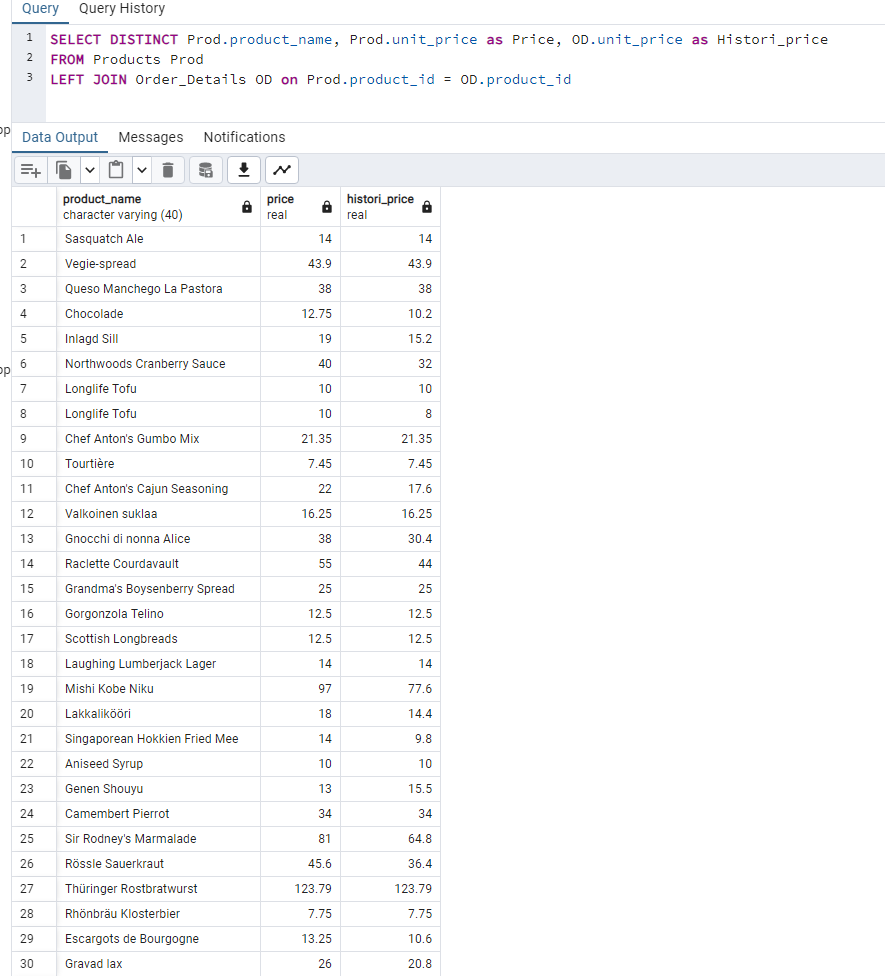 Query Query History
1 SELECT DISTINCT Prod.product_name, Prod.unit_price as Price, OD.unit_price as Histori_price
2 FROM Products Prod
3 LEFT JOIN Order_Details OD on Prod.product_id = OD.product_id
op
Data Output Messages Notifications
product_name price histori_price
character varying (40) real real
1 Sasquatch Ale 14 14
2 Vegie-spread 43.9 43.9
3 Queso Manchego La Pastora 38 38
4 Chocolade 12.75 10.2
5 Inlagd Sill 19 15.2
6 Northwoods Cranberry Sauce 40 32
op
7 Longlife Tofu 10 10
8 Longlife Tofu 10 8
9 Chef Anton's Gumbo Mix 21.35 21.35
10 Tourtière 7.45 7.45
11 Chef Anton's Cajun Seasoning 22 17.6
12 Valkoinen suklaa 16.25 16.25
13 Gnocchi di nonna Alice 38 30.4
14 Raclette Courdavault 55 44
15 Grandma's Boysenberry Spread 25 25
16 Gorgonzola Telino 12.5 12.5
17 Scottish Longbreads 12.5 12.5
18 Laughing Lumberjack Lager 14 14
19 Mishi Kobe Niku 97 77.6
20 Lakkalikööri 18 14.4
21 Singaporean Hokkien Fried Mee 14 9.8
22 Aniseed Syrup 10 10
23 Genen Shouyu 13 15.5
24 Camembert Pierrot 34 34
25 Sir Rodney's Marmalade 81 64.8
26 Rössle Sauerkraut 45.6 36.4
27 Thüringer Rostbratwurst 123.79 123.79
28 Rhönbräu Klosterbier 7.75 7.75
29 Escargots de Bourgogne 13.25 10.6
30 Gravad lax 26 20.8